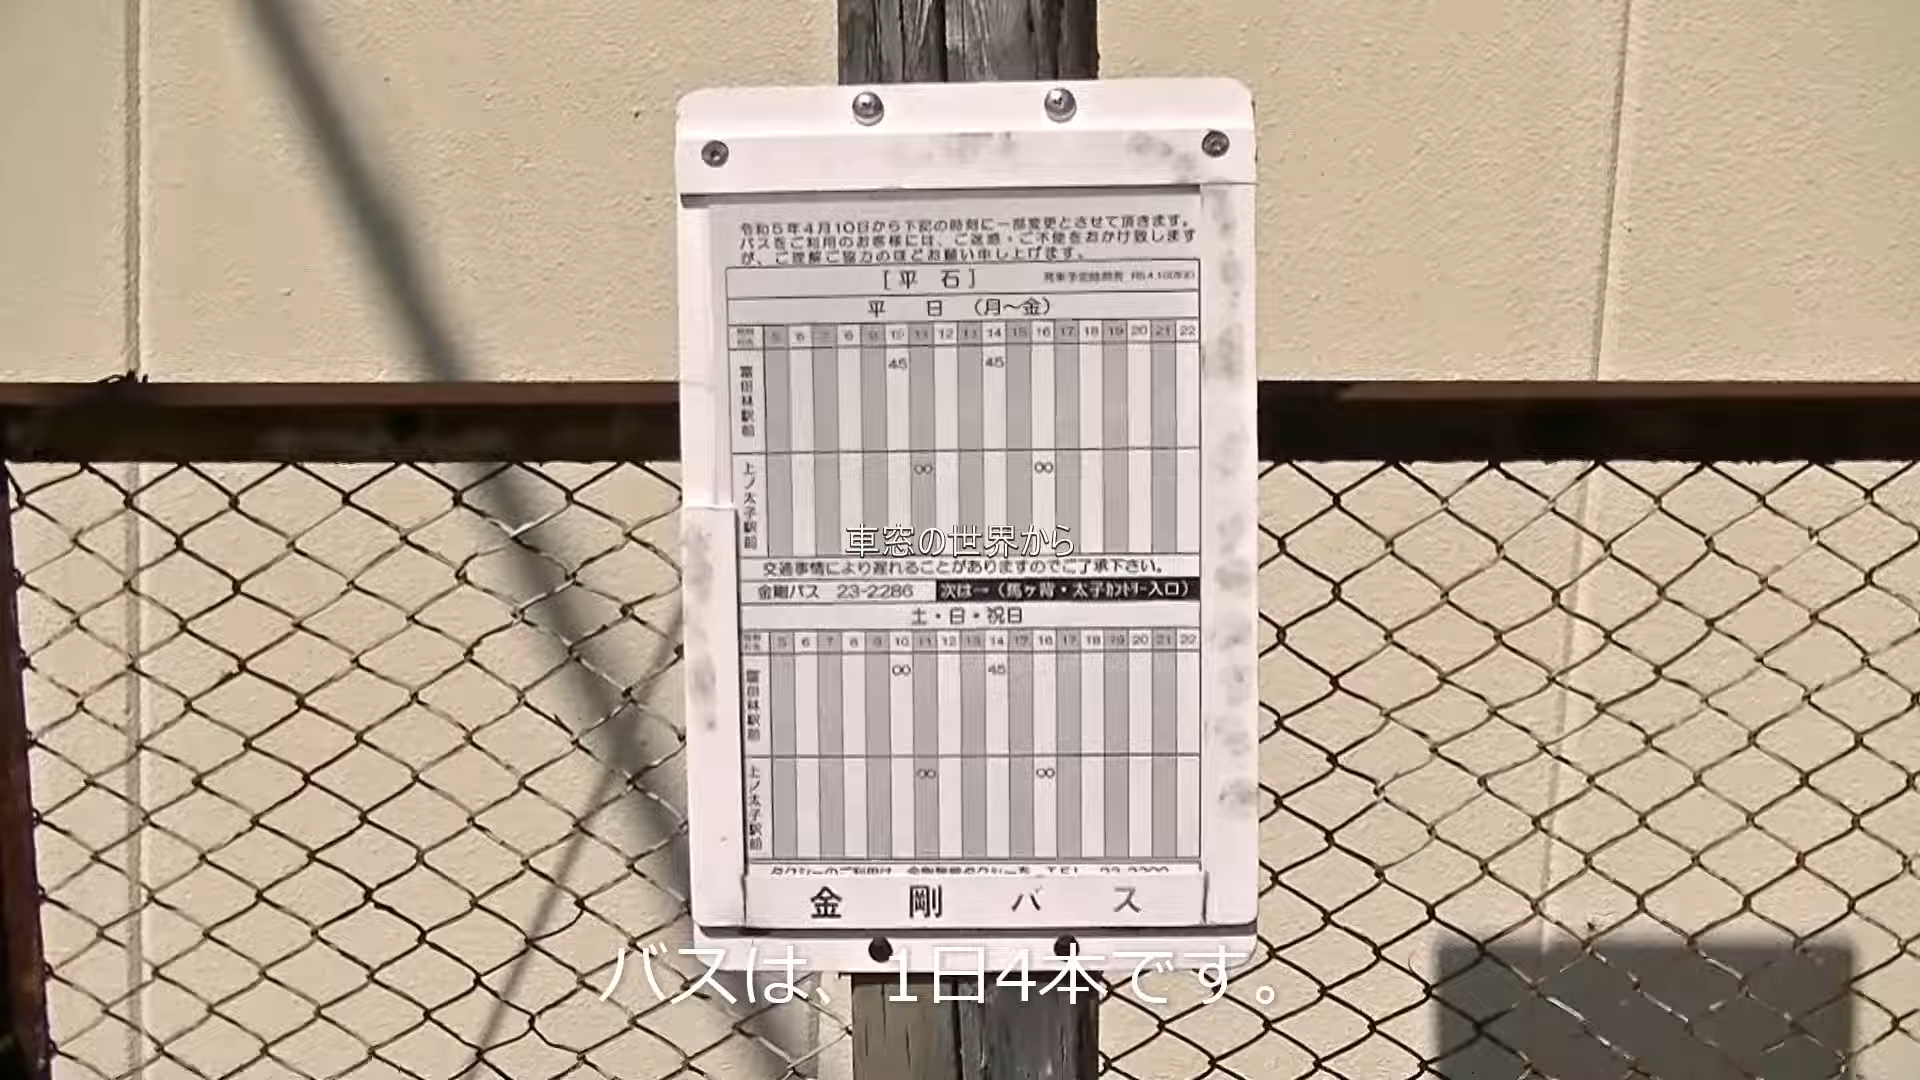 令和5年4月10日から下記の時刻に一部変更とさせて頂きます。
バスをご利用のお客様には、ご迷惑・ご不便をおかけ致します
が、ご理解ご協力のほどお願い申し上げます。
[平 石]
平 日 (月～金)
5 6 7 8 9 10 11 12 13 14 15 16 17 18 19 20 21 22
富田林駅前 45 45
上ノ太子駅前 00 00
車窓の世界から
交通事情により遅れることがありますのでご了承下さい。
金剛バス 23-2286 次は→(馬ヶ背・太子カントリー入口)
土・日・祝日
5 6 7 8 9 10 11 12 13 14 15 16 17 18 19 20 21 22
富田林駅前 00 45
上ノ太子駅前 00 00
金剛バス
バスは、1日4本です。